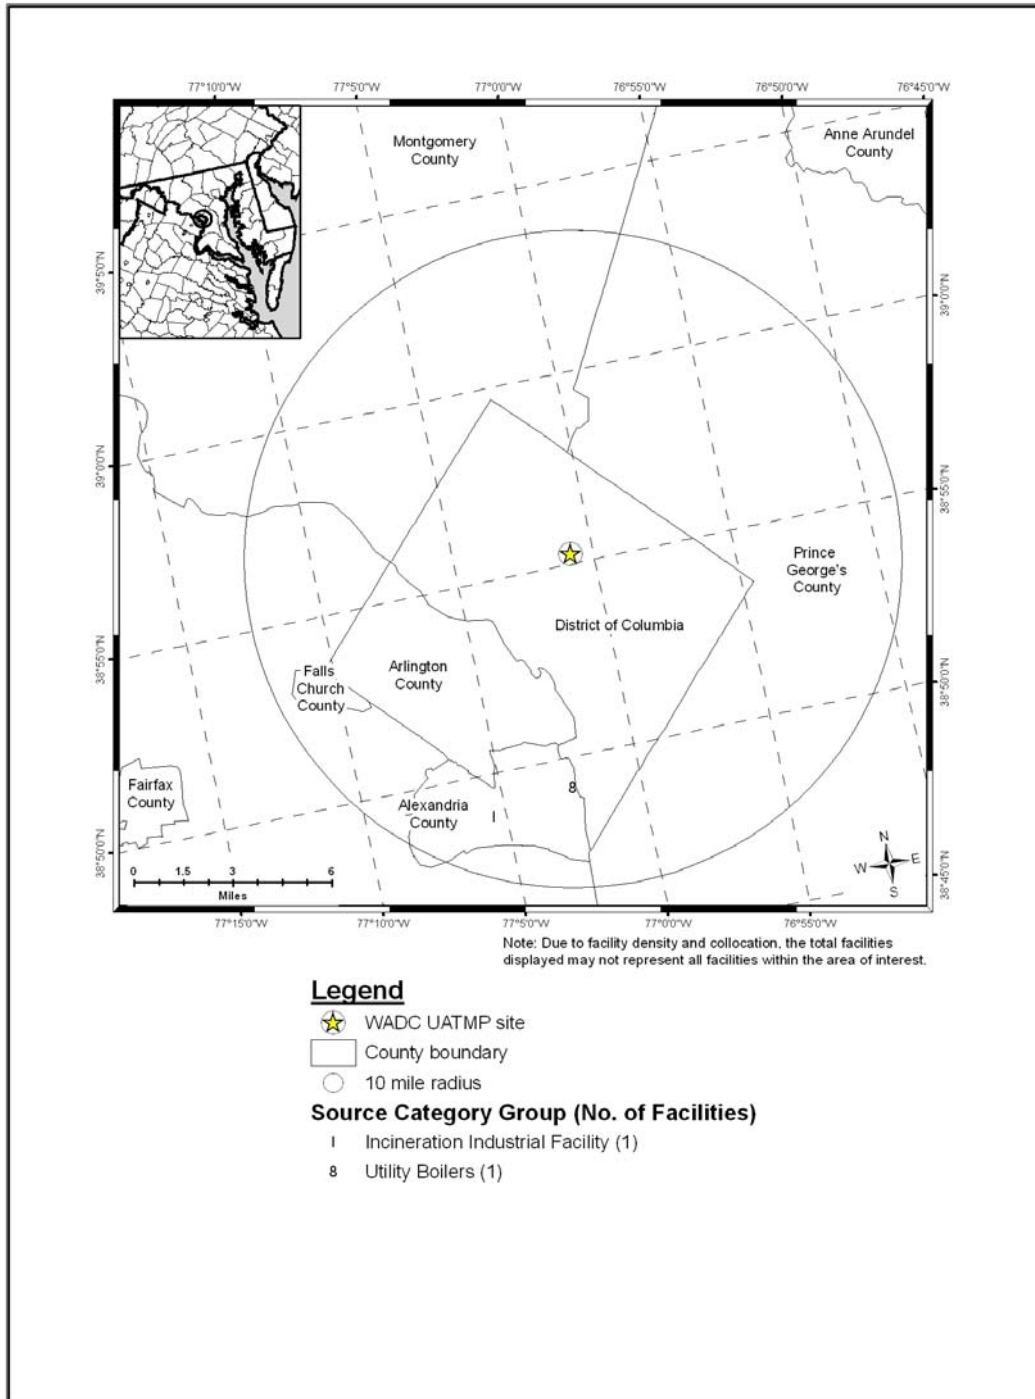 77°10'0"W 77°5'0"W 77°0'0"W 76°55'0"W 76°50'0"W 76°45'0"W
Montgomery
County
Anne Arundel
County
39°5'0"N
39°0'0"N
39°0'0"N
38°55'0"N
Prince
George's
County
District of Columbia
38°55'0"N
Falls
Church
County
Arlington
County
38°50'0"N
Fairfax
County
8
Alexandria
County
I
38°50'0"N
N
W E
S
38°45'0"N
0 1.5 3 6
Miles
77°15'0"W 77°10'0"W 77°5'0"W 77°0'0"W 76°55'0"W
Note: Due to facility density and collocation, the total facilities
displayed may not represent all facilities within the area of interest.
Legend
WADC UATMP site
County boundary
10 mile radius
Source Category Group (No. of Facilities)
I Incineration Industrial Facility (1)
8 Utility Boilers (1)